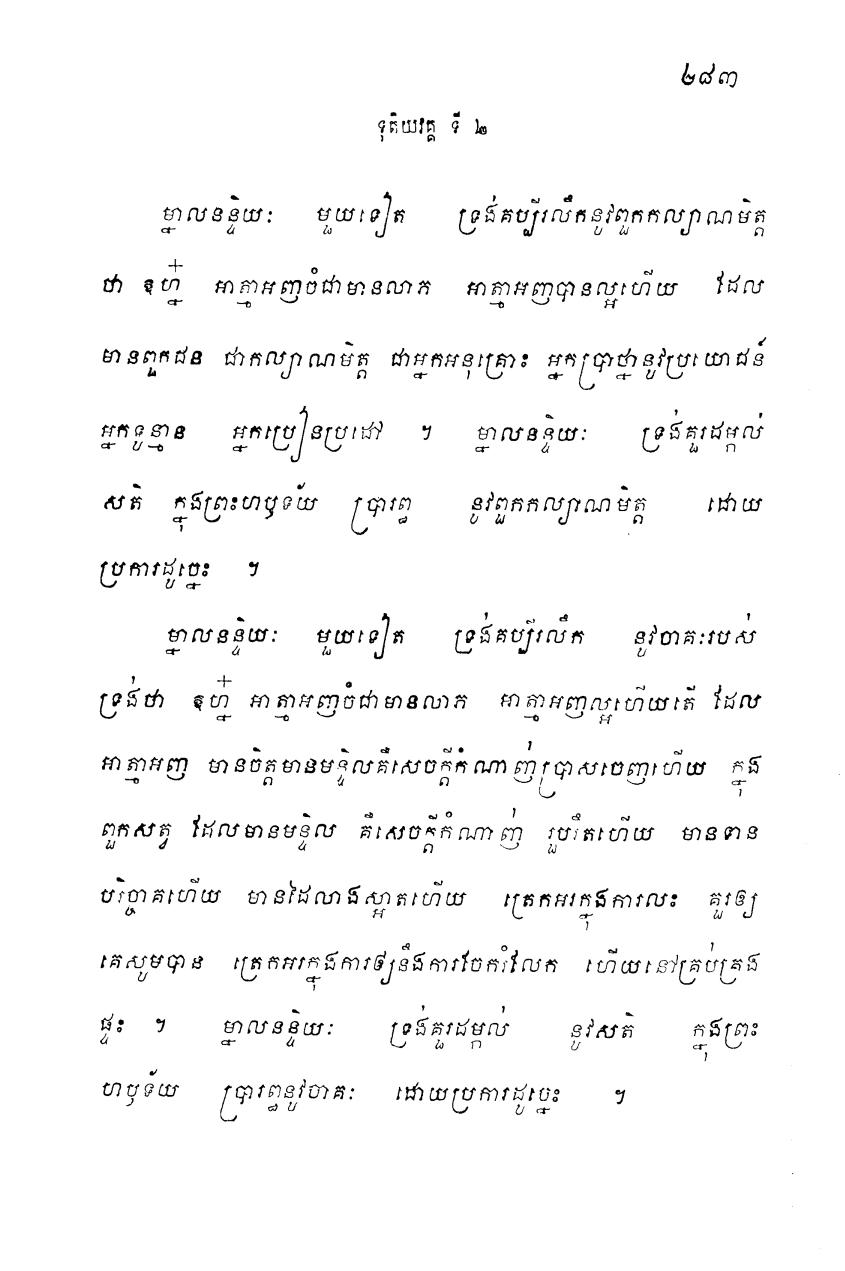 ២៨៣
ទុតិយវគ្គ ទី ២
ម្នាលនន្ទិយៈ មួយទៀត ទ្រង់គប្បីរលឹកនូវពួកកល្យាណមិត្ត
ថា ឱហ្ន៎ អាត្មាអញចំជាមានលាភ អាត្មាអញបានល្អហើយ ដែល
មានពួកជន ជាកល្យាណមិត្ត ជាអ្នកអនុគ្រោះ អ្នកប្រាថ្នានូវប្រយោជន៍
អ្នកទូន្មាន អ្នកប្រៀនប្រដៅ ។ ម្នាលនន្ទិយៈ ទ្រង់គួរដម្កល់
សតិ ក្នុងព្រះហឫទ័យ ប្រារព្ធ នូវពួកកល្យាណមិត្ត ដោយ
ប្រការដូច្នេះ ។
ម្នាលនន្ទិយៈ មួយទៀត ទ្រង់គប្បីរលឹក នូវចាគៈរបស់
ទ្រង់ថា ឱហ្ន៎ អាត្មាអញចំជាមានលាភ អាត្មាអញល្អហើយតើ ដែល
អាត្មាអញ មានចិត្តមានមន្ទិលគឺសេចក្តីកំណាញ់ប្រាសចេញហើយ ក្នុង
ពួកសត្វ ដែលមានមន្ទិល គឺសេចក្តីកំណាញ់ រួបរឹតហើយ មានទាន
បរិច្ចាគហើយ មានដៃលាងស្អាតហើយ ត្រេកអរក្នុងការលះ គួរឲ្យ
គេសូមបាន ត្រេកអរក្នុងការឲ្យនឹងការចែករំលែក ហើយនៅគ្រប់គ្រង
ផ្ទះ ។ ម្នាលនន្ទិយៈ ទ្រង់គួរដម្កល់ នូវសតិ ក្នុងព្រះ
ហឫទ័យ ប្រារព្ធនូវចាគៈ ដោយប្រការដូច្នេះ ។